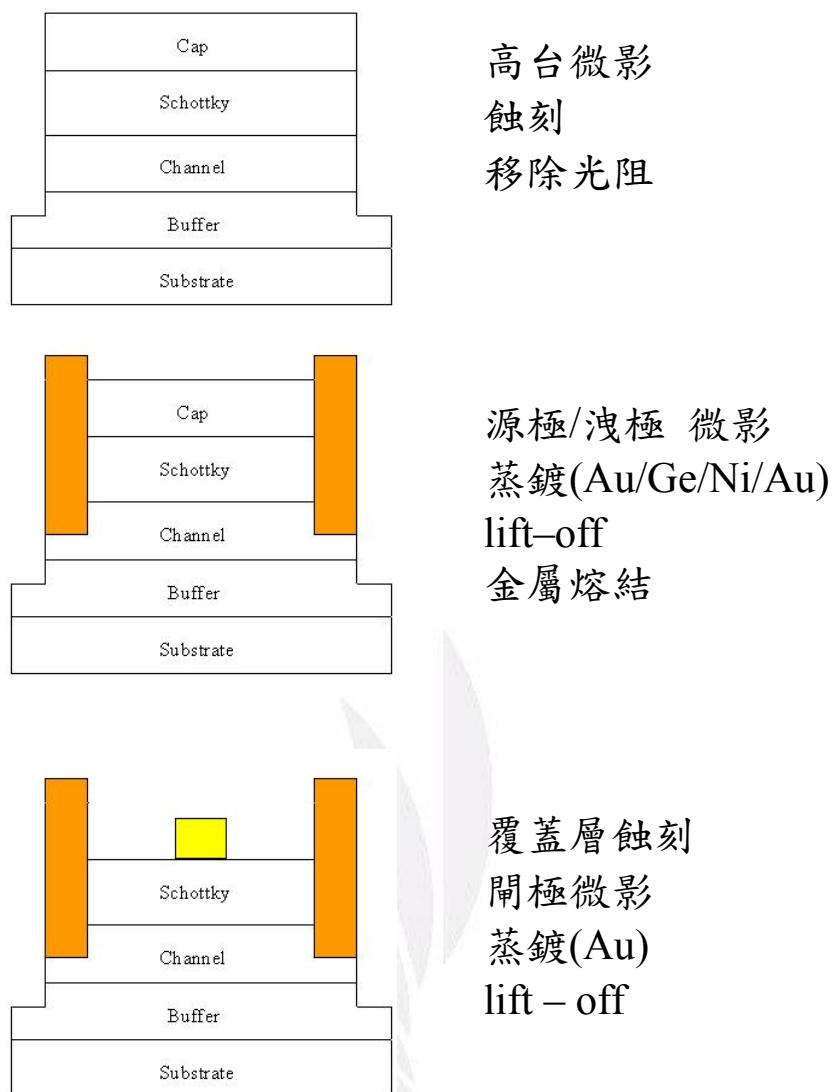 Cap
Schottky
Channel
Buffer
Substrate
高台微影
蝕刻
移除光阻
Cap
Schottky
Channel
Buffer
Substrate
源極/洩極 微影
蒸鍍(Au/Ge/Ni/Au)
lift–off
金屬熔結
Schottky
Channel
Buffer
Substrate
覆蓋層蝕刻
閘極微影
蒸鍍(Au)
lift – off